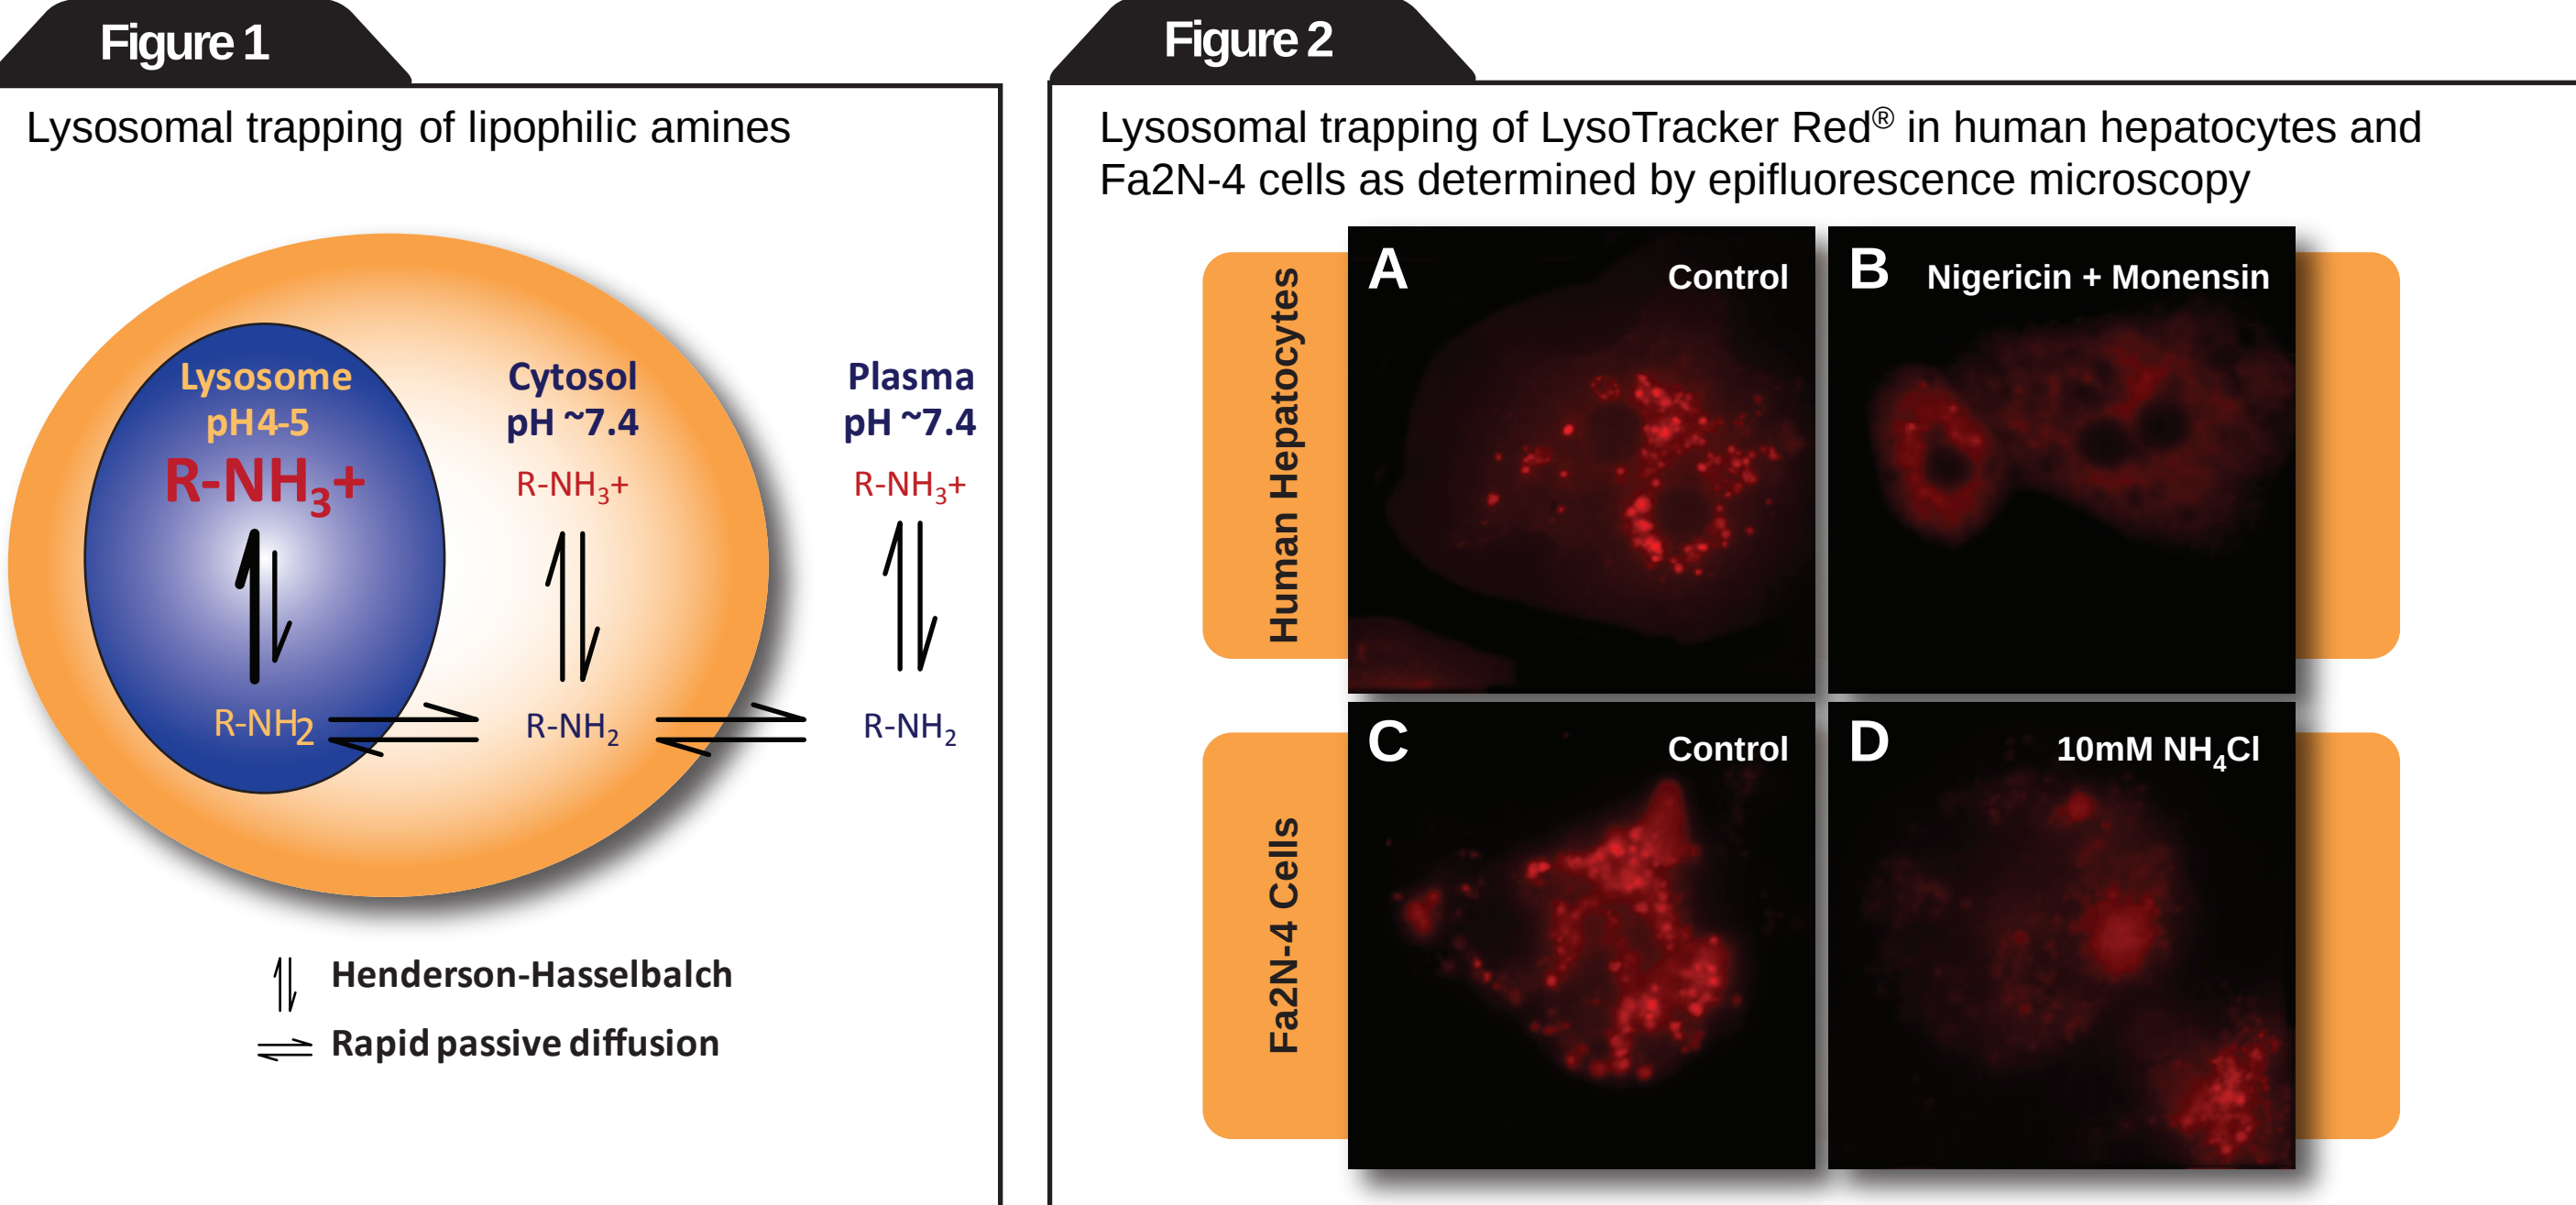 Figure 1
Lysosomal trapping of lipophilic amines
Lysosome
pH4-5
R-NH3+
R-NH2
Cytosol
pH ~7.4
R-NH3+
R-NH2
Plasma
pH ~7.4
R-NH3+
R-NH2
Henderson-Hasselbalch
Rapid passive diffusion
Figure 2
Lysosomal trapping of LysoTracker Red® in human hepatocytes and
Fa2N-4 cells as determined by epifluorescence microscopy
Human Hepatocytes
A Control
B Nigericin + Monensin
Fa2N-4 Cells
C Control
D 10mM NH4Cl